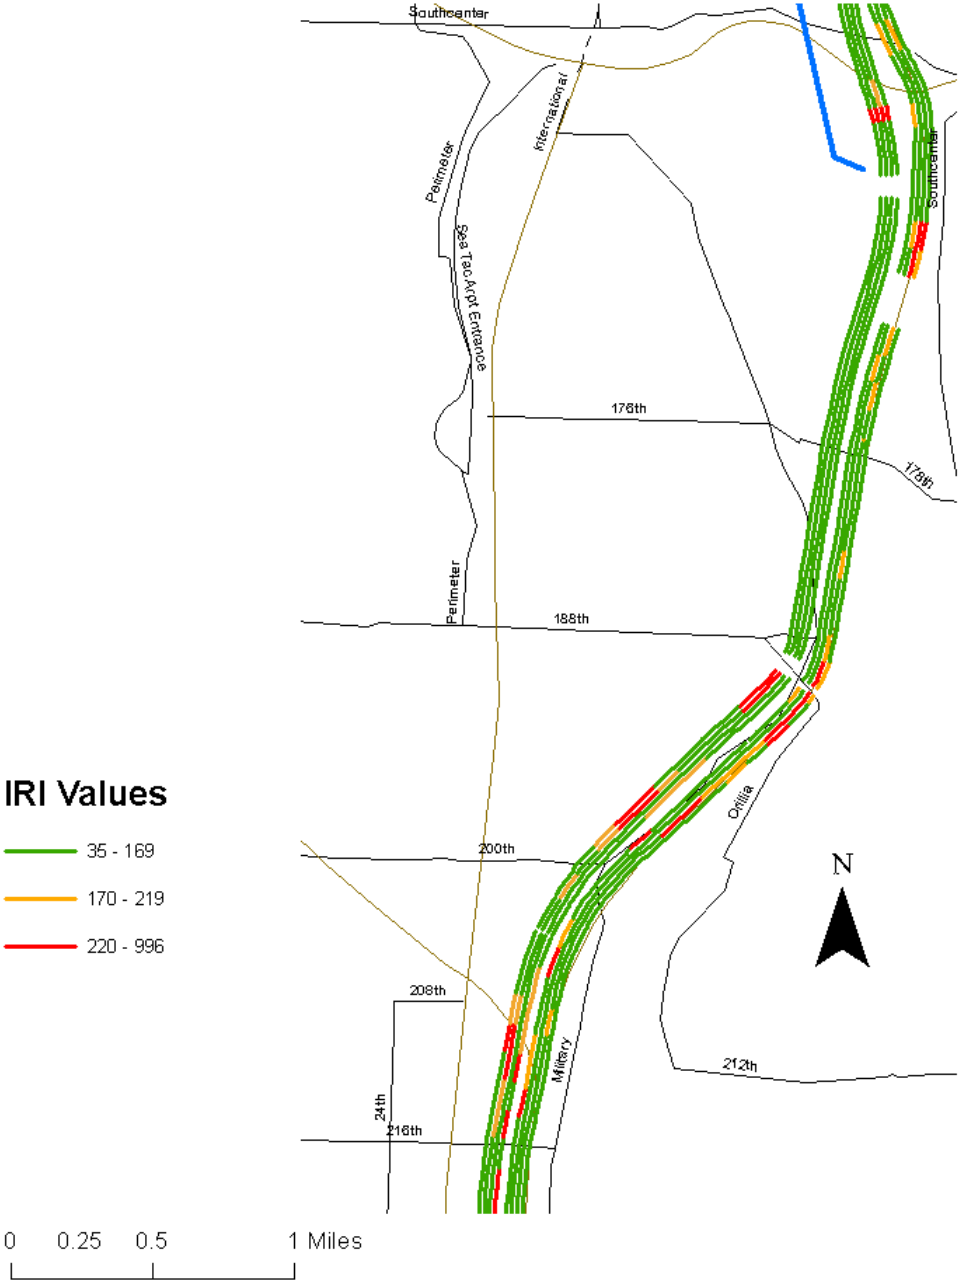 Southcenter
International
Perimeter
Southcenter
Sea Tac Arpt Entrance
176th
178th
Perimeter
188th
IRI Values
35 - 169
170 - 219
220 - 996
Orillia
200th
N
208th
Military
212th
24th
216th
0 0.25 0.5 1 Miles